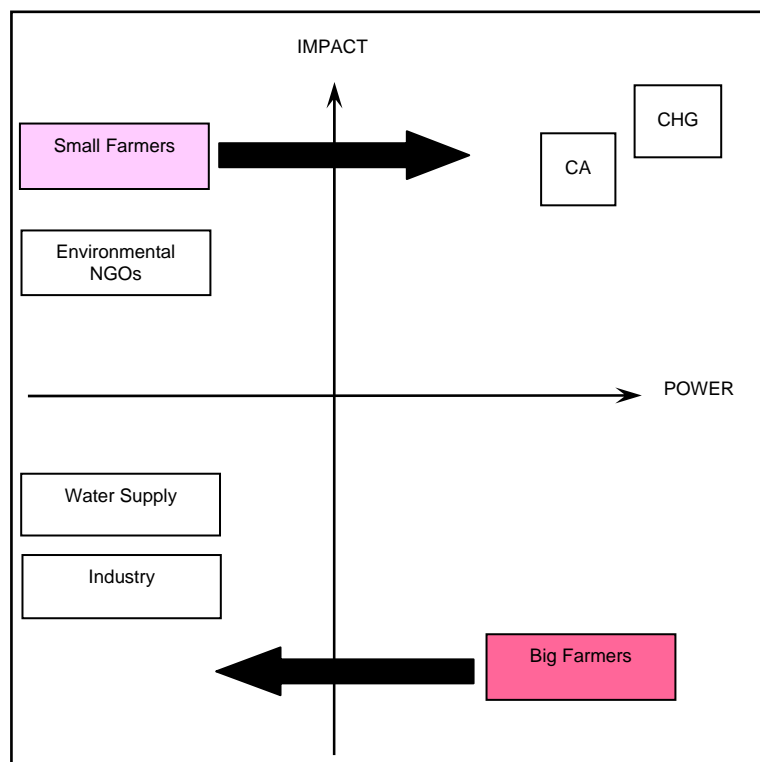 IMPACT
CHG
Small Farmers
CA
Environmental
NGOs
POWER
Water Supply
Industry
Big Farmers